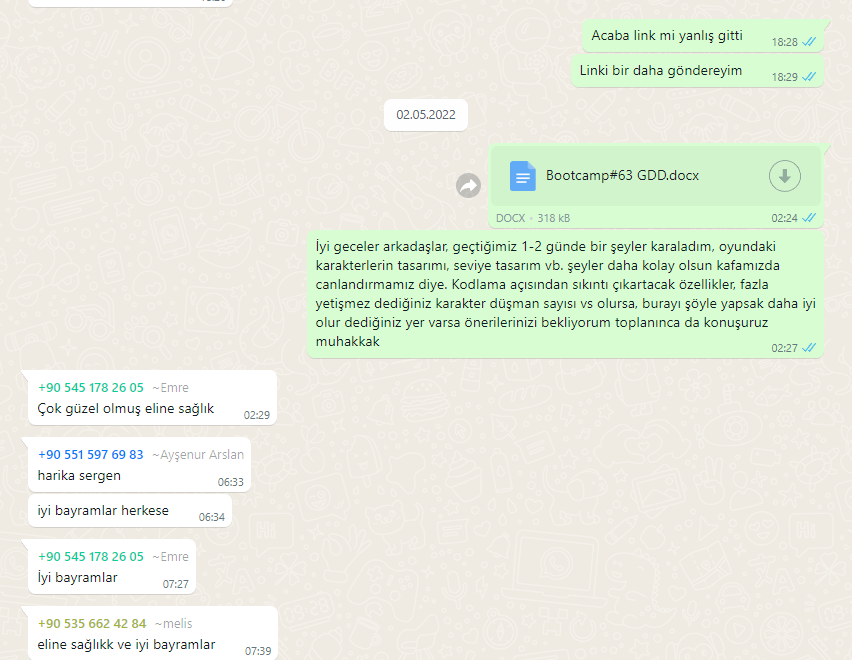 Acaba link mi yanlış gitti 18:28
Linki bir daha göndereyim 18:29
02.05.2022
Bootcamp#63 GDD.docx
DOCX • 318 kB 02:24
İyi geceler arkadaşlar, geçtiğimiz 1-2 günde bir şeyler karaladım, oyundaki
karakterlerin tasarımı, seviye tasarım vb. şeyler daha kolay olsun kafamızda
canlandırmamız diye. Kodlama açısından sıkıntı çıkartacak özellikler, fazla
yetişmez dediğiniz karakter düşman sayısı vs olursa, burayı şöyle yapsak daha iyi
olur dediğiniz yer varsa önerilerinizi bekliyorum toplanınca da konuşuruz
muhakkak 02:27
+90 545 178 26 05 ~Emre
Çok güzel olmuş eline sağlık 02:29
+90 551 597 69 83 ~Ayşenur Arslan
harika sergen 06:33
iyi bayramlar herkese 06:34
+90 545 178 26 05 ~Emre
İyi bayramlar 07:27
+90 535 662 42 84 ~melis
eline sağlıkk ve iyi bayramlar 07:39